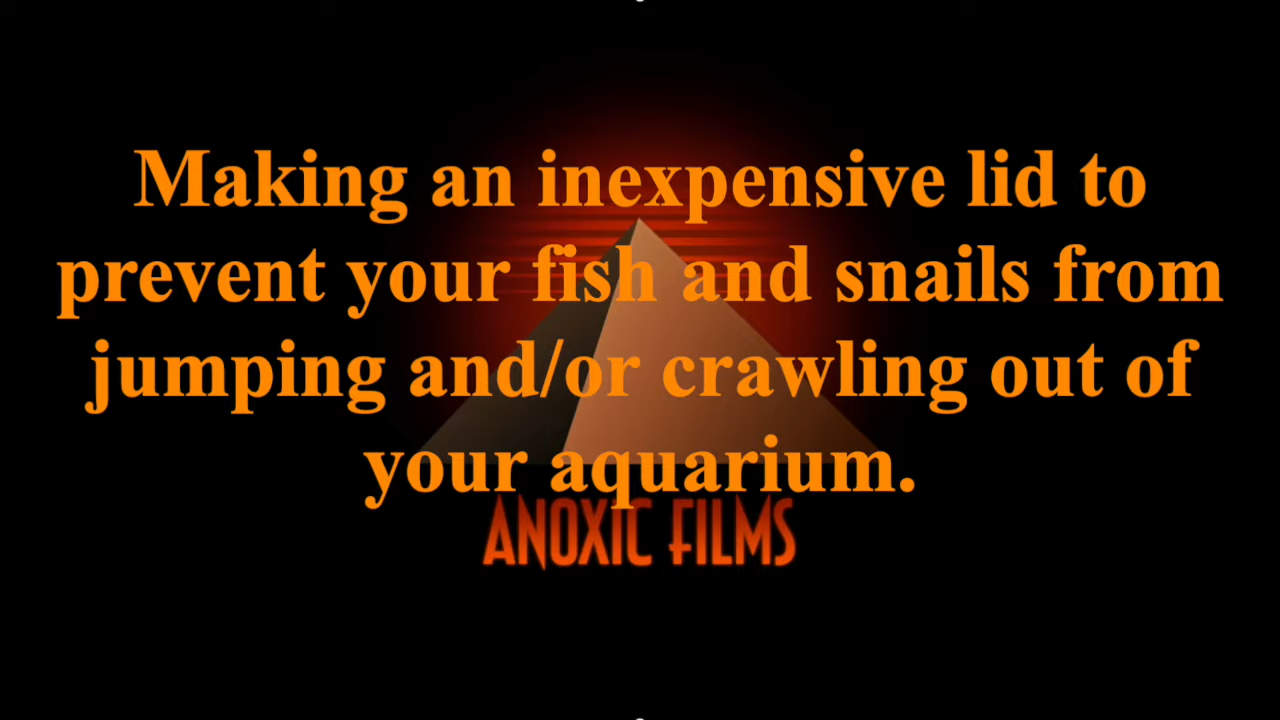 Making an inexpensive lid to
prevent your fish and snails from
jumping and/or crawling out of
your aquarium.
ANOXIC FILMS